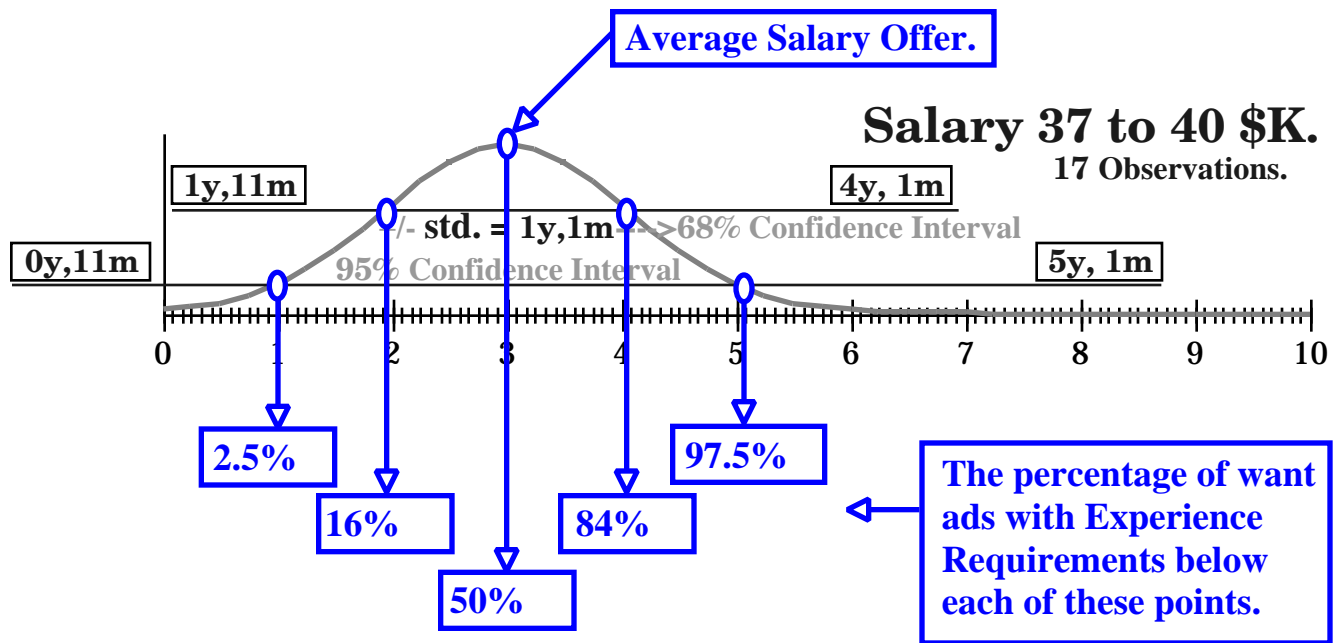 Average Salary Offer.
Salary 37 to 40 $K.
17 Observations.
1y,11m
4y, 1m
+/- std. = 1y,1m---->68% Confidence Interval
0y,11m
95% Confidence Interval
5y, 1m
0 1 2 3 4 5 6 7 8 9 10
2.5%
16%
50%
84%
97.5%
The percentage of want
ads with Experience
Requirements below
each of these points.